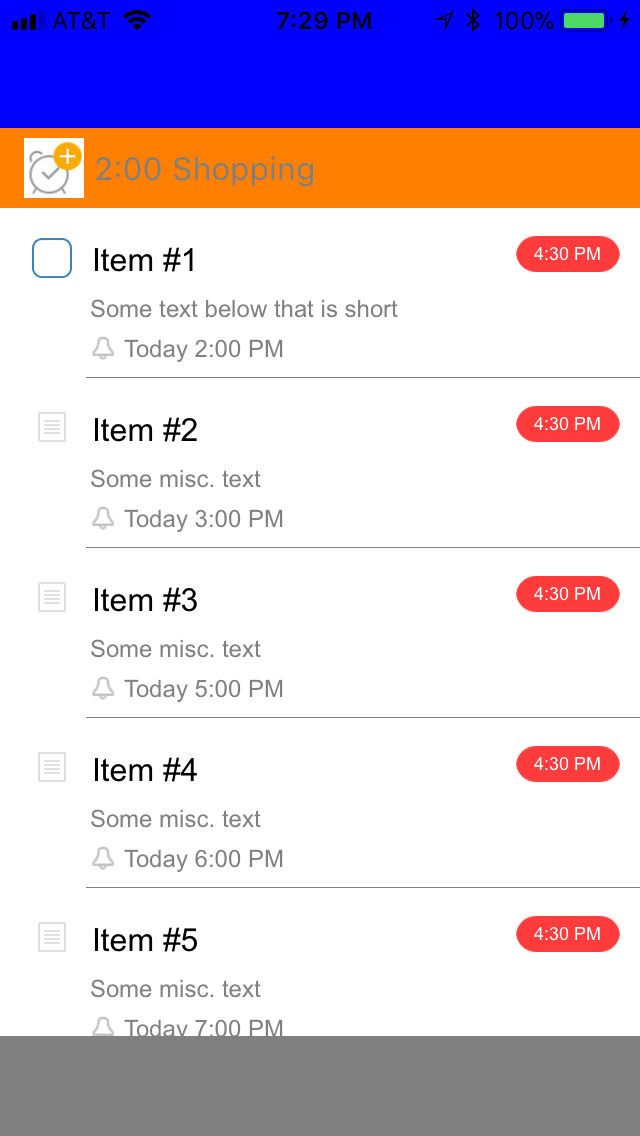 AT&T 7:29 PM 100%
2:00 Shopping
Item #1 4:30 PM
Some text below that is short
Today 2:00 PM
Item #2 4:30 PM
Some misc. text
Today 3:00 PM
Item #3 4:30 PM
Some misc. text
Today 5:00 PM
Item #4 4:30 PM
Some misc. text
Today 6:00 PM
Item #5 4:30 PM
Some misc. text
Today 7:00 PM